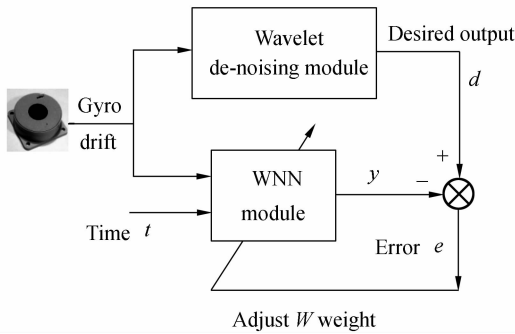 Wavelet
de-noising module
Desired output
d
Gyro
drift
+
WNN
module
y
−
Time t
Error e
Adjust W weight